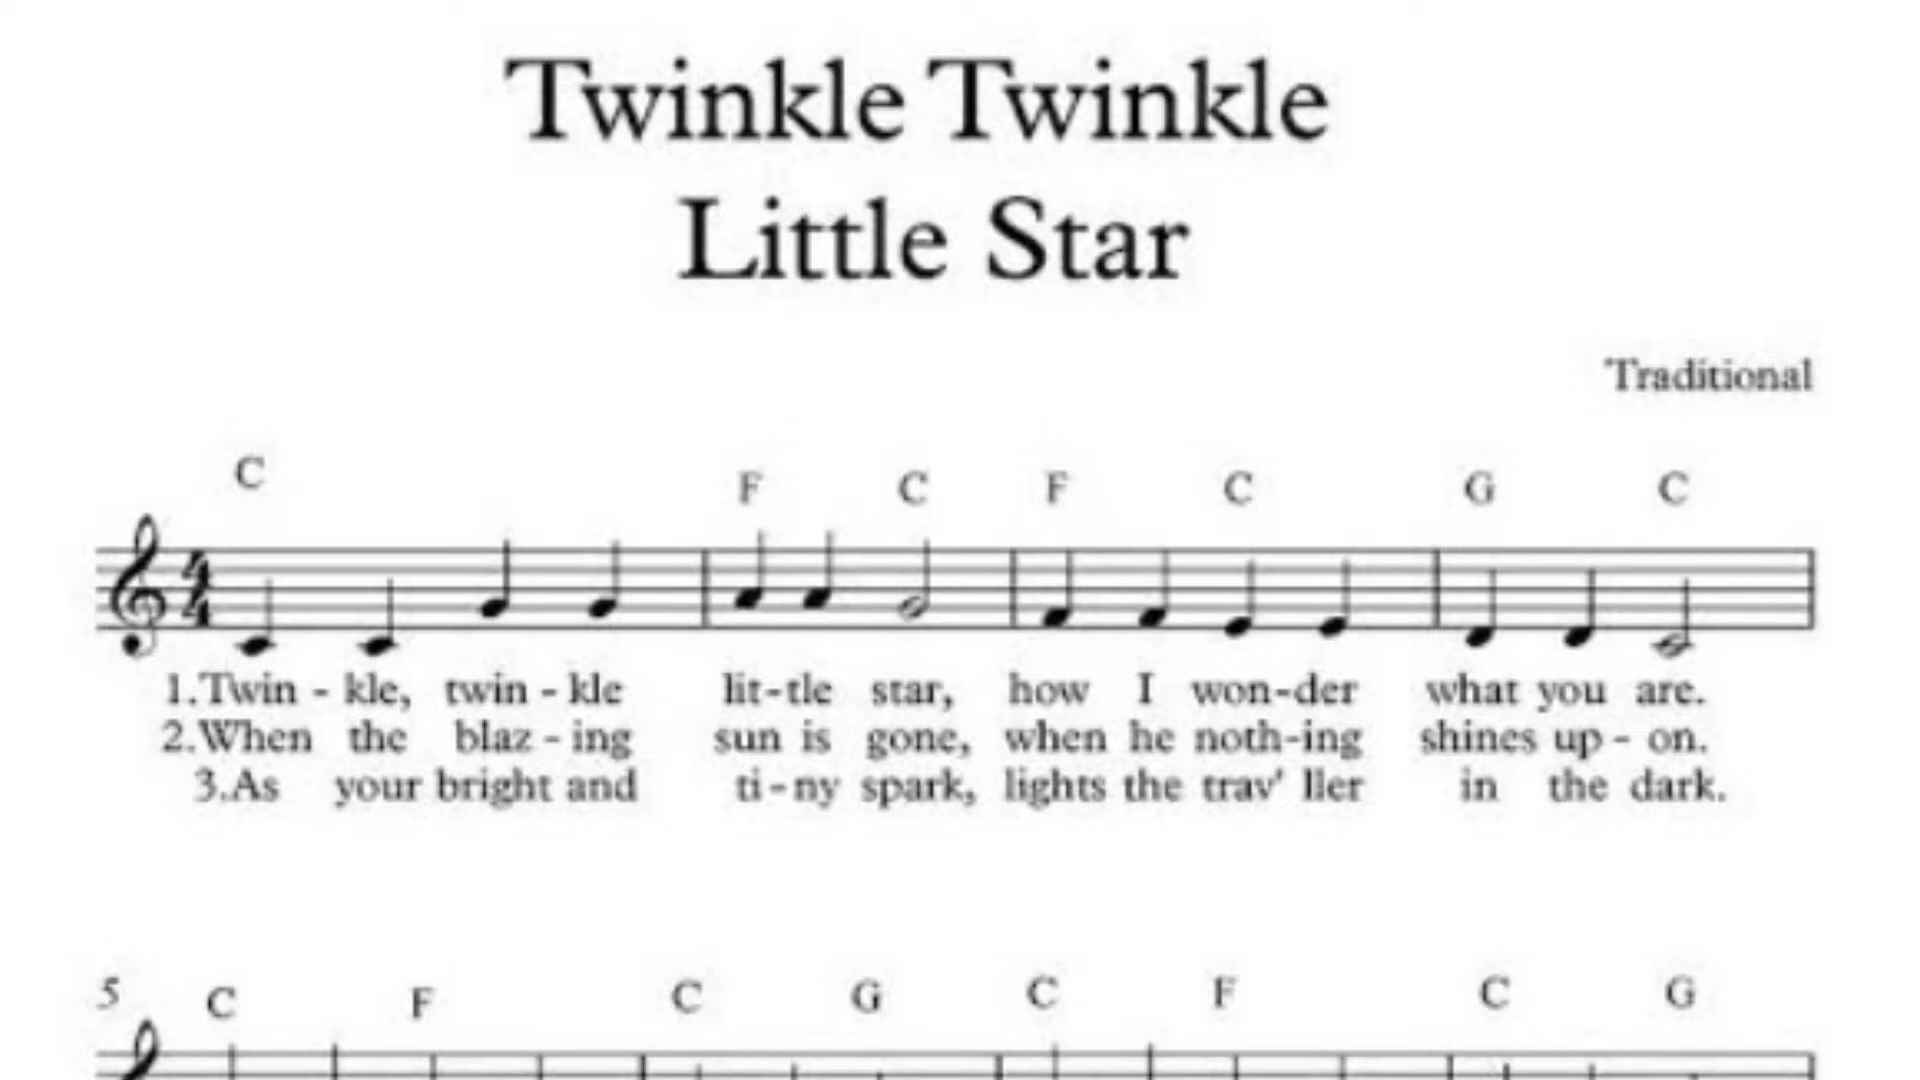 Twinkle Twinkle
Little Star
Traditional
C F C F C G C
4
4
1.Twin - kle, twin - kle lit-tle star, how I won-der what you are.
2.When the blaz - ing sun is gone, when he noth-ing shines up - on.
3.As your bright and ti-ny spark, lights the trav' ller in the dark.
5 C F C G C F C G